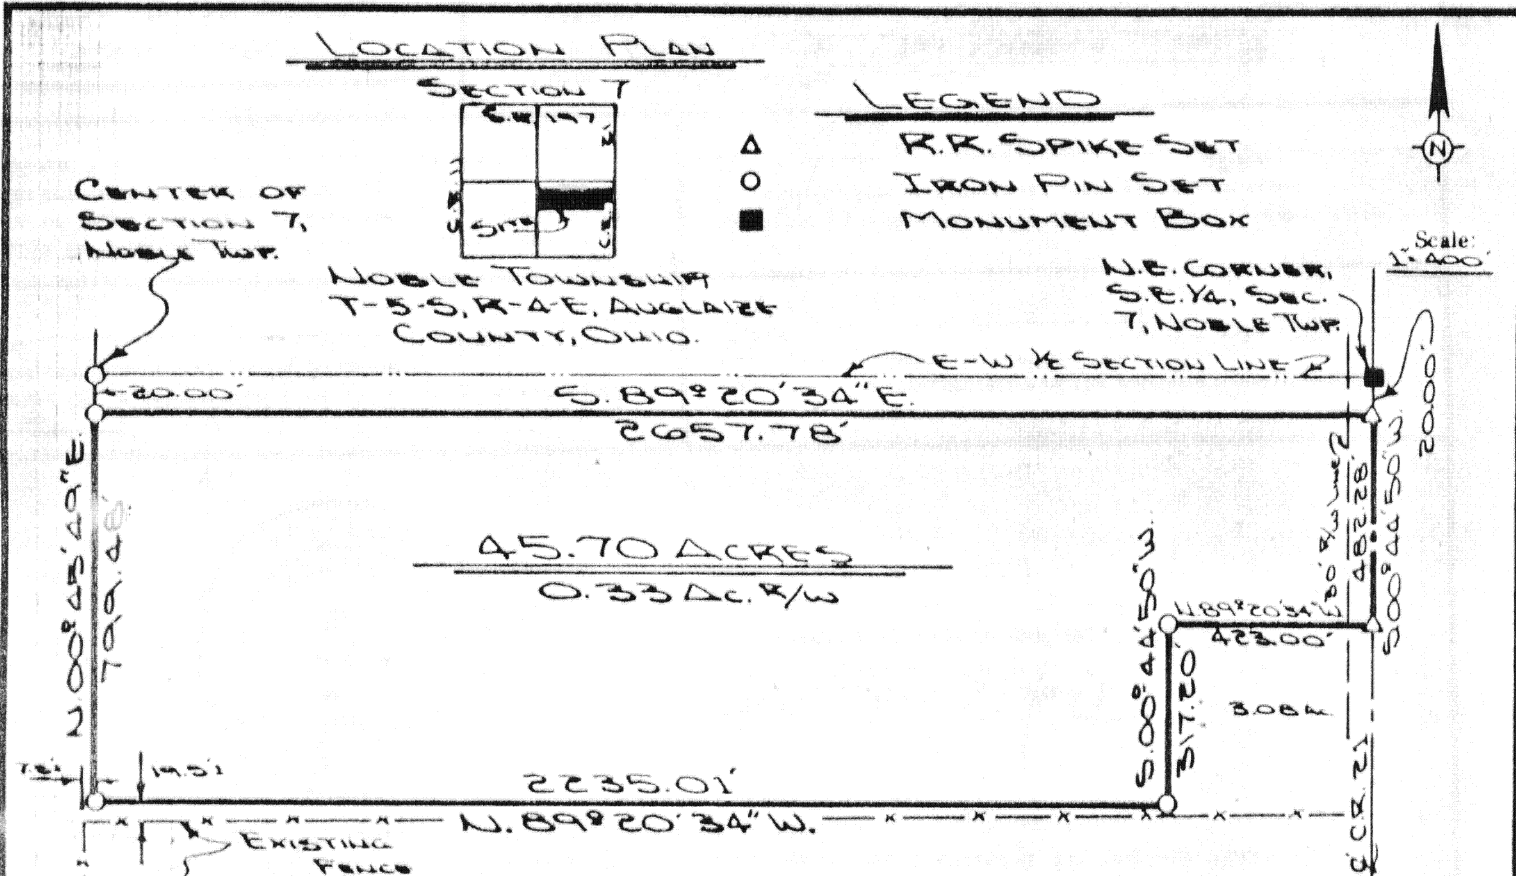 LOCATION PLAN
SECTION 7
S.R. 197
SITE
LEGEND
R.R. SPIKE SET
IRON PIN SET
MONUMENT BOX
N
Scale:
1"=400'
CENTER OF
SECTION 7,
NOBLE TWP.
NOBLE TOWNSHIP
T-5-S, R-4-E, AUGLAIZE
COUNTY, OHIO.
N.E. CORNER,
S.E. 1/4, SEC.
7, NOBLE TWP.
E-W 1/2 SECTION LINE
20.00'
20.00'
S. 89° 20' 34" E.
2657.78'
N. 00° 43' 49" E.
799.48'
45.70 ACRES
0.33 AC. R/W
30' R/W LINE
482.28'
S. 00° 44' 50" W.
N 89° 20' 34" W
423.00'
S. 00° 44' 50" W
317.20'
3.08 Ac.
19.5'±
2235.01'
N. 89° 20' 34" W.
EXISTING
FENCE
C.R. 21